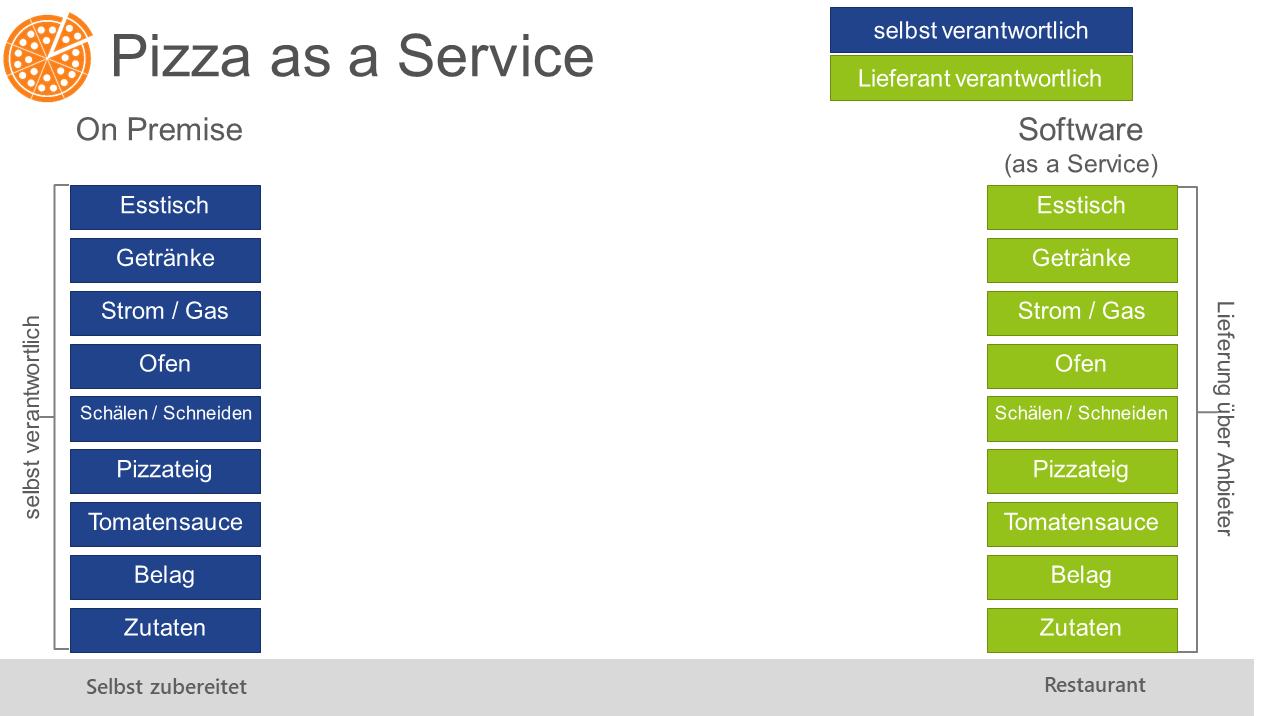 Pizza as a Service
selbst verantwortlich
Lieferant verantwortlich
On Premise
selbst verantwortlich
Esstisch
Getränke
Strom / Gas
Ofen
Schälen / Schneiden
Pizzateig
Tomatensauce
Belag
Zutaten
Selbst zubereitet
Software
(as a Service)
Esstisch
Getränke
Strom / Gas
Ofen
Schälen / Schneiden
Pizzateig
Tomatensauce
Belag
Zutaten
Lieferung über Anbieter
Restaurant